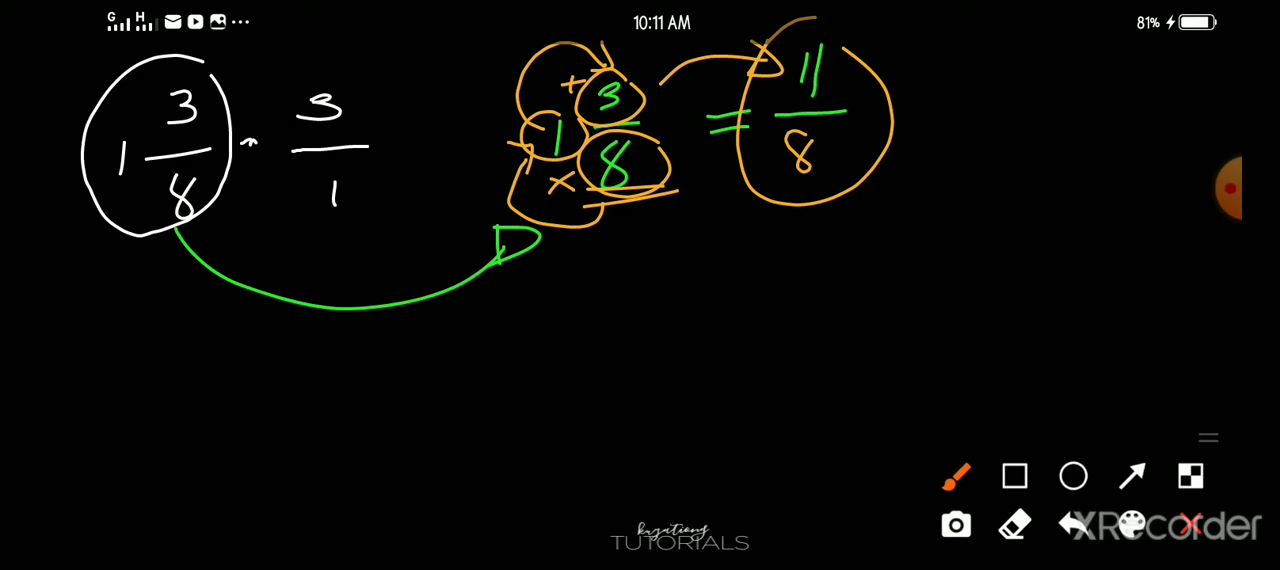 G H 10:11 AM 81%
1 3/8 - 3/1 1 + 3 × 8 = 11/8
TUTORIALS
XRecorder